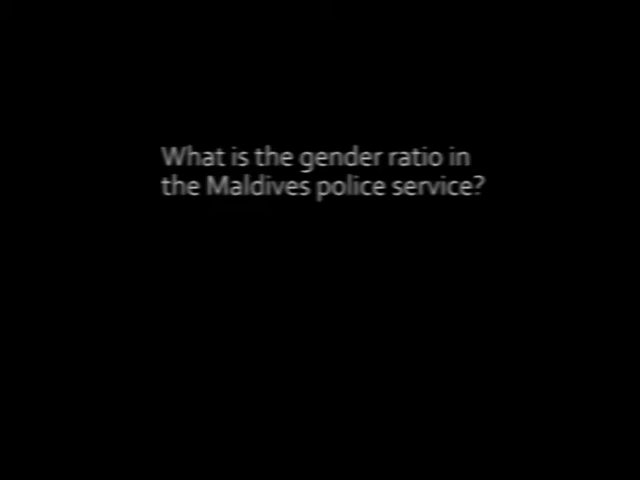 What is the gender ratio in
the Maldives police service?